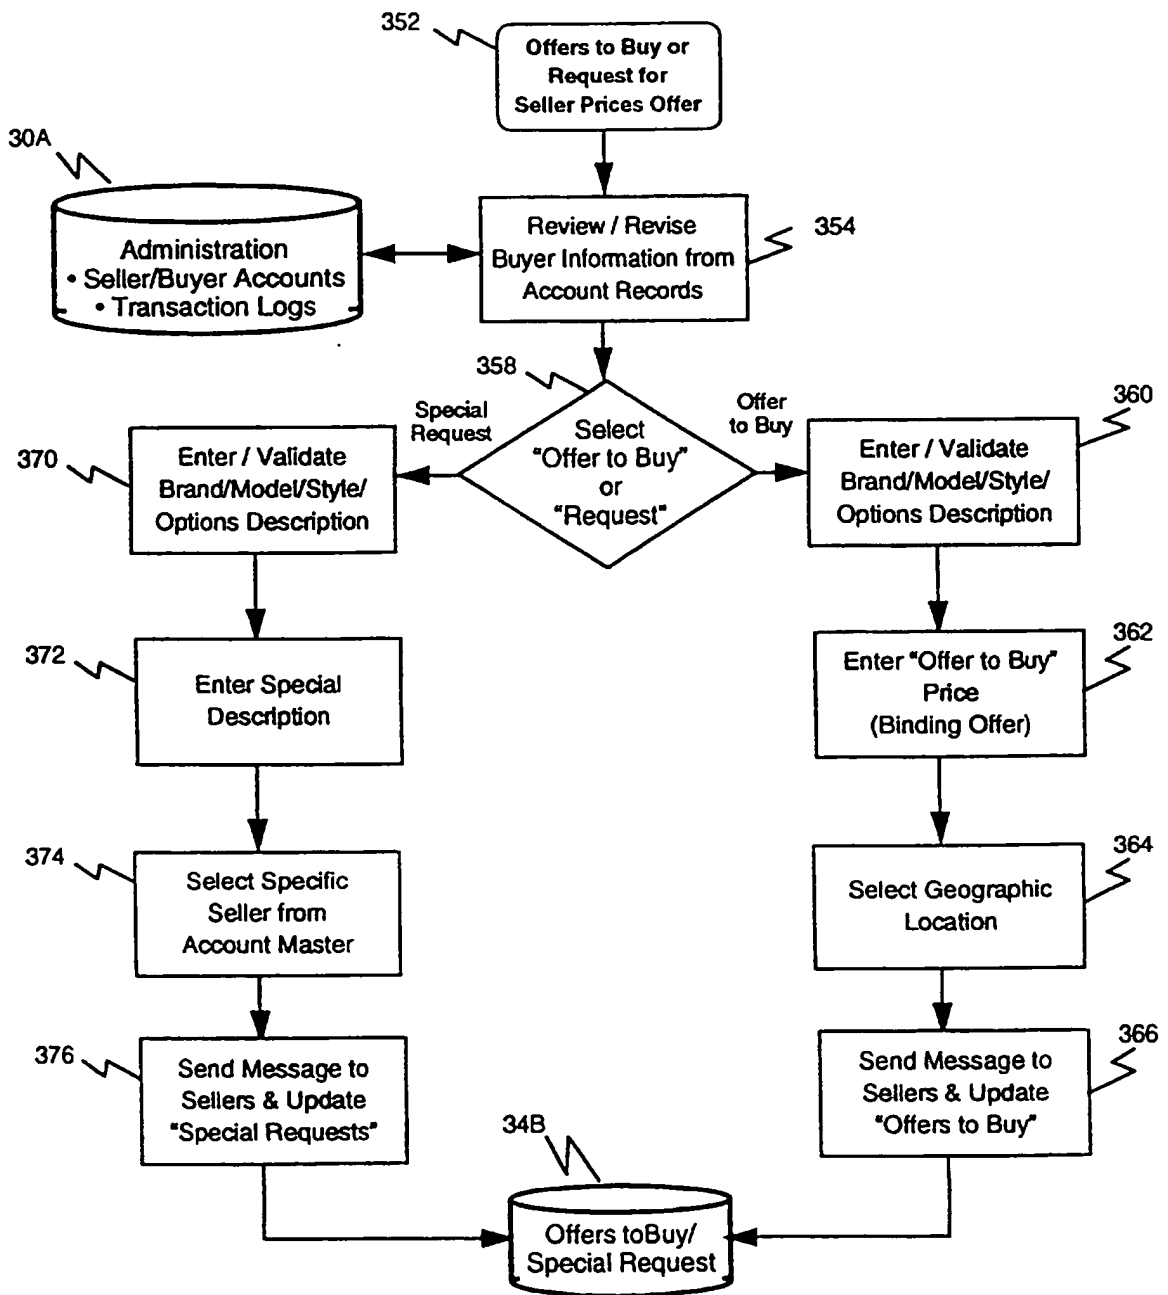 352
Offers to Buy or
Request for
Seller Prices Offer
30A
Administration
• Seller/Buyer Accounts
• Transaction Logs
Review / Revise
Buyer Information from
Account Records
354
358
Special
Request
Select
"Offer to Buy"
or
"Request"
Offer
to Buy
360
Enter / Validate
Brand/Model/Style/
Options Description
370
Enter / Validate
Brand/Model/Style/
Options Description
372
Enter Special
Description
362
Enter "Offer to Buy"
Price
(Binding Offer)
374
Select Specific
Seller from
Account Master
364
Select Geographic
Location
376
Send Message to
Sellers & Update
"Special Requests"
366
Send Message to
Sellers & Update
"Offers to Buy"
34B
Offers toBuy/
Special Request